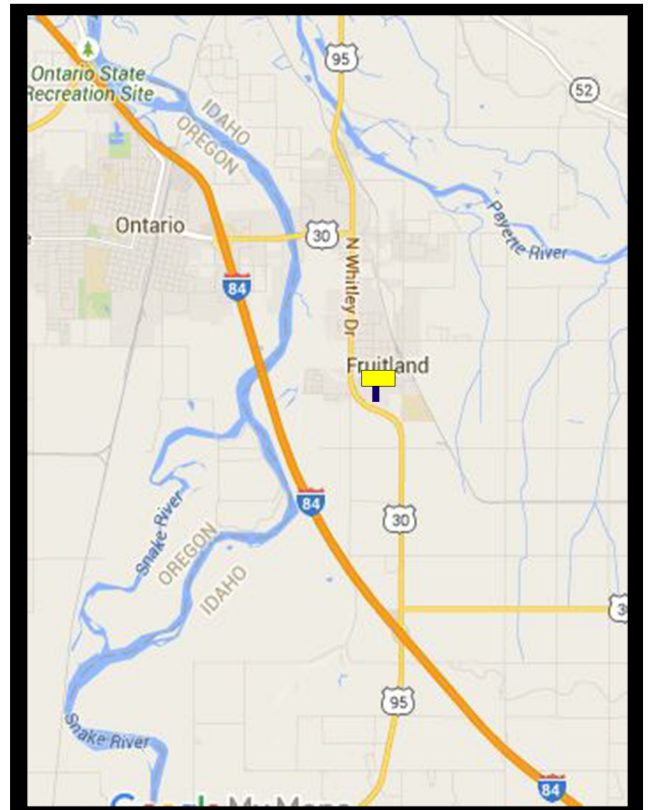 95
52
Ontario State
Recreation Site
IDAHO
OREGON
Payette River
Ontario
30
N Whitley Dr
84
Fruitland
84
Snake River
30
OREGON
IDAHO
95
Snake River
84